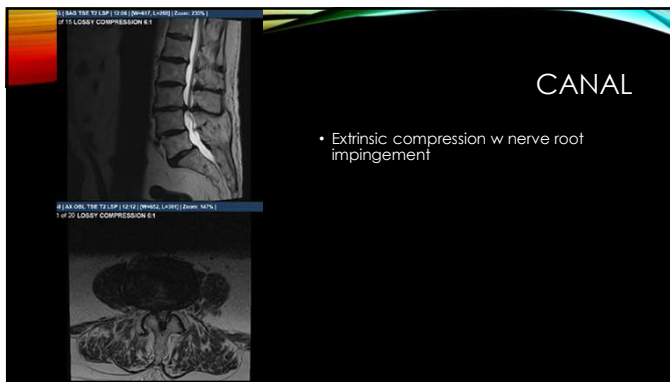 SAG TSE T2 LSP | 12:06 | [W=617, L=268] | Zoom: 235% |
of 15 LOSSY COMPRESSION 6:1
CANAL
• Extrinsic compression w nerve root
impingement
| AX OBL TSE T2 LSP | 12:12 | [W=652, L=301] | Zoom: 147% |
1 of 20 LOSSY COMPRESSION 6:1